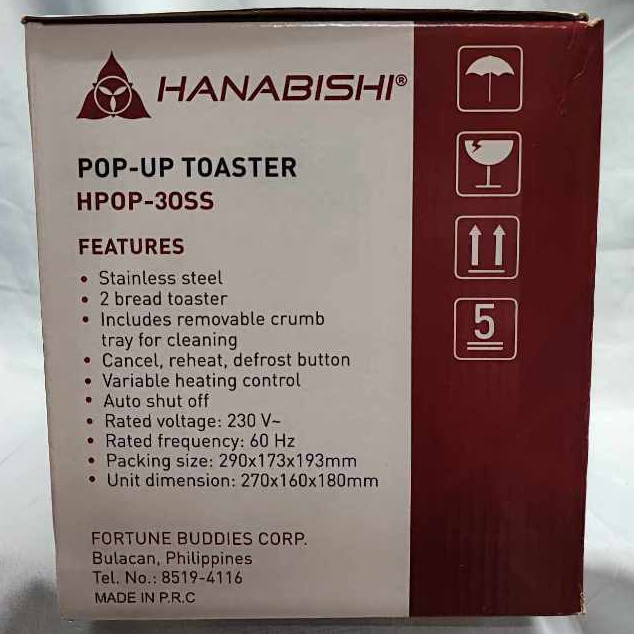 HANABISHI®
POP-UP TOASTER
HPOP-30SS
FEATURES
• Stainless steel
• 2 bread toaster
• Includes removable crumb
tray for cleaning
• Cancel, reheat, defrost button
• Variable heating control
• Auto shut off
• Rated voltage: 230 V~
• Rated frequency: 60 Hz
• Packing size: 290x173x193mm
• Unit dimension: 270x160x180mm
FORTUNE BUDDIES CORP.
Bulacan, Philippines
Tel. No.: 8519-4116
MADE IN P.R.C
5